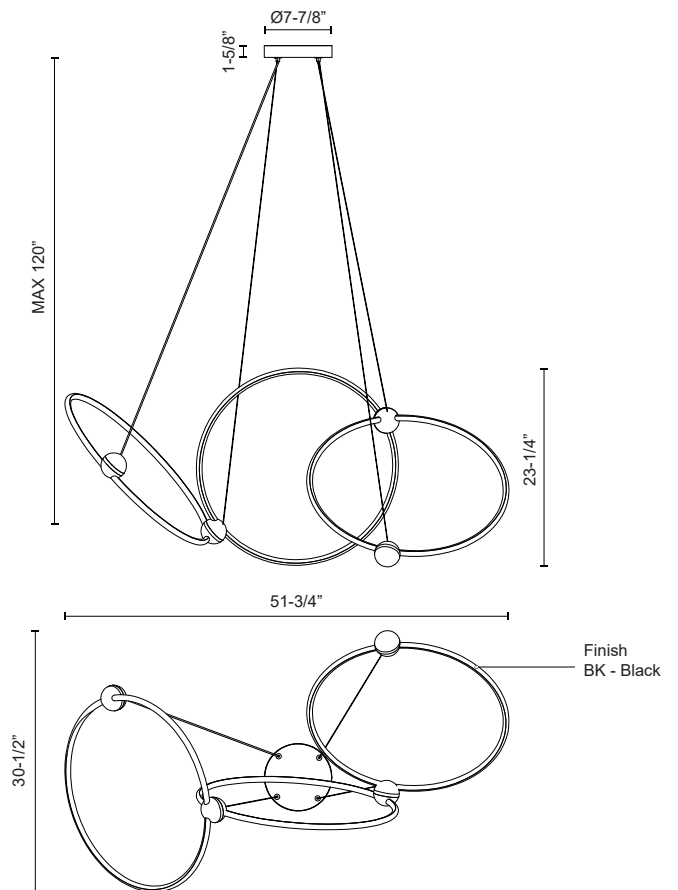 Ø7-7/8”
1-5/8”
MAX 120”
23-1/4”
51-3/4”
Finish
BK - Black
30-1/2”